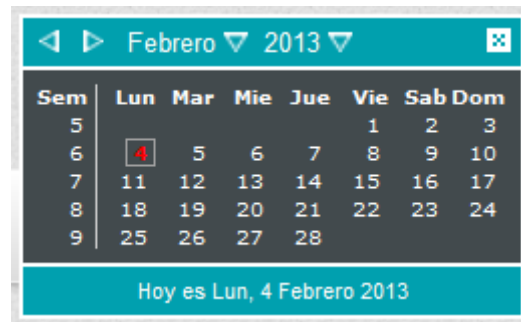 Febrero 2013
Sem Lun Mar Mie Jue Vie Sab Dom
5 1 2 3
6 4 5 6 7 8 9 10
7 11 12 13 14 15 16 17
8 18 19 20 21 22 23 24
9 25 26 27 28
Hoy es Lun, 4 Febrero 2013